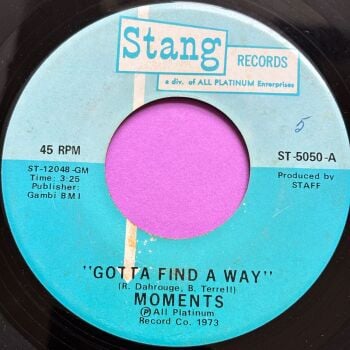 Stang RECORDS
a div. of ALL PLATINUM Enterprises
5
45 RPM
ST-5050-A
ST-12048-GM
Time: 3:25
Publisher:
Gambi BMI
Produced by
STAFF
"GOTTA FIND A WAY"
(R. Dahrouge, B. Terrell)
MOMENTS
Ⓟ All Platinum
Record Co. 1973